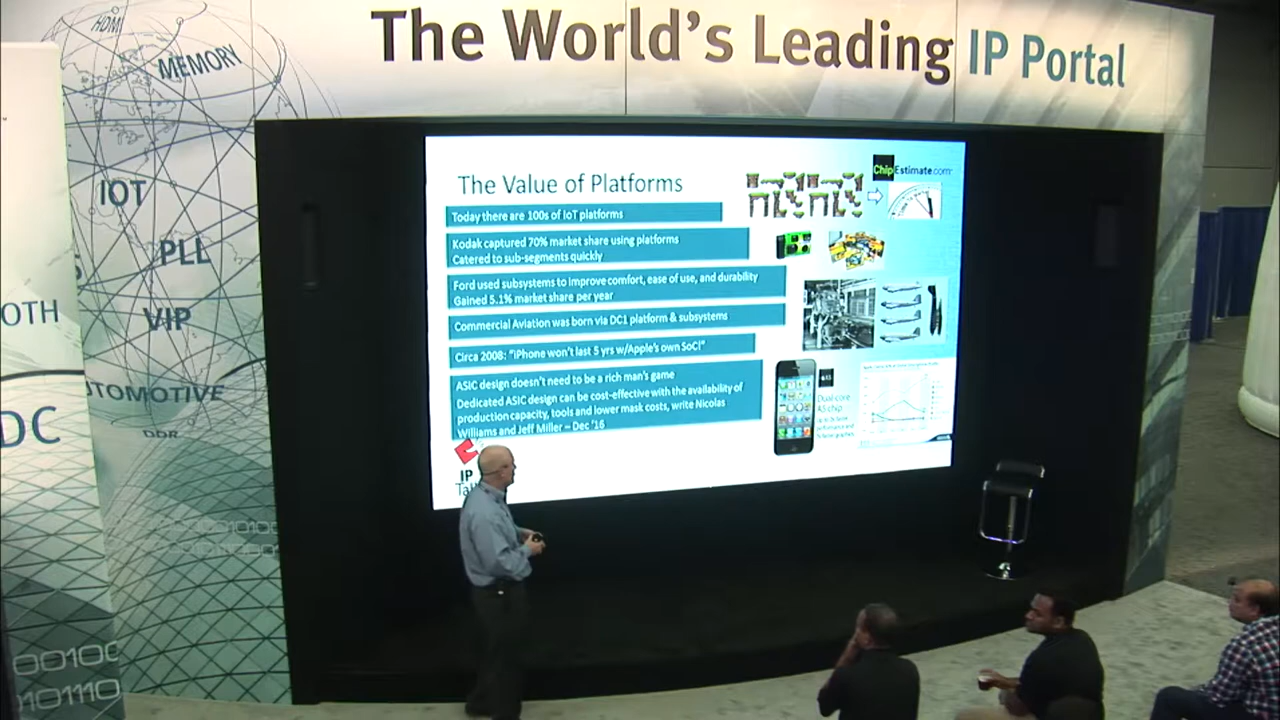 The World's Leading IP Portal
HDMI
MEMORY
IOT
PLL
VIP
OTH
UTOMOTIVE
DC
DDR
00100
0101110
ChipEstimate.com
The Value of Platforms
Today there are 100s of IoT platforms
Kodak captured 70% market share using platforms
Catered to sub-segments quickly
Ford used subsystems to improve comfort, ease of use, and durability
Gained 5.1% market share per year
Commercial Aviation was born via DC1 platform & subsystems
Circa 2008: "iPhone won't last 5 yrs w/Apple's own SoC!"
ASIC design doesn't need to be a rich man's game
Dedicated ASIC design can be cost-effective with the availability of
production capacity, tools and lower mask costs, write Nicolas
Williams and Jeff Miller – Dec '16
Dual-core
A5 chip.
IP